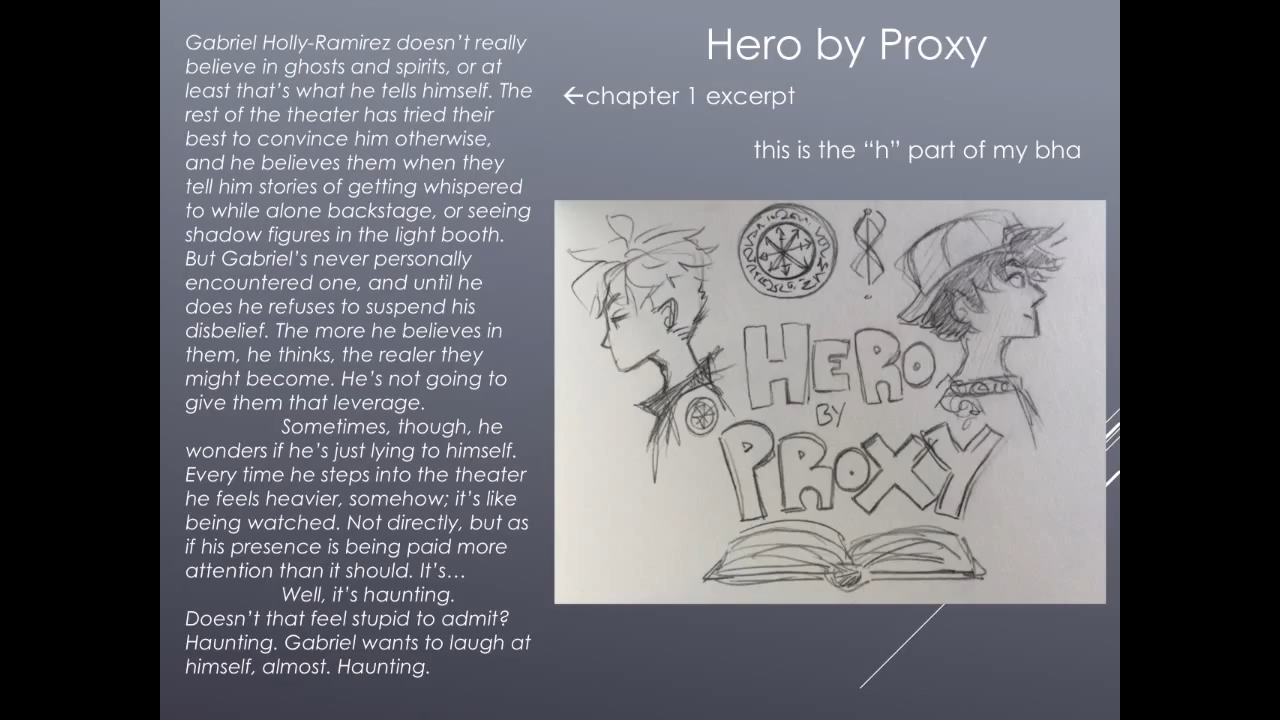 Gabriel Holly-Ramirez doesn’t really
believe in ghosts and spirits, or at
least that’s what he tells himself. The
rest of the theater has tried their
best to convince him otherwise,
and he believes them when they
tell him stories of getting whispered
to while alone backstage, or seeing
shadow figures in the light booth.
But Gabriel’s never personally
encountered one, and until he
does he refuses to suspend his
disbelief. The more he believes in
them, he thinks, the realer they
might become. He’s not going to
give them that leverage.
Sometimes, though, he
wonders if he’s just lying to himself.
Every time he steps into the theater
he feels heavier, somehow; it’s like
being watched. Not directly, but as
if his presence is being paid more
attention than it should. It’s…
Well, it’s haunting.
Doesn’t that feel stupid to admit?
Haunting. Gabriel wants to laugh at
himself, almost. Haunting.
Hero by Proxy
←chapter 1 excerpt
this is the “h” part of my bha
HERO
BY
PROXY